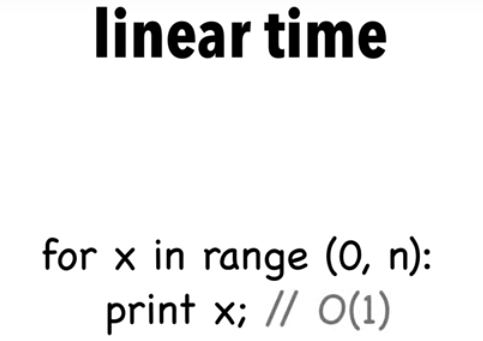 linear time
for x in range (0, n):
print x; // O(1)